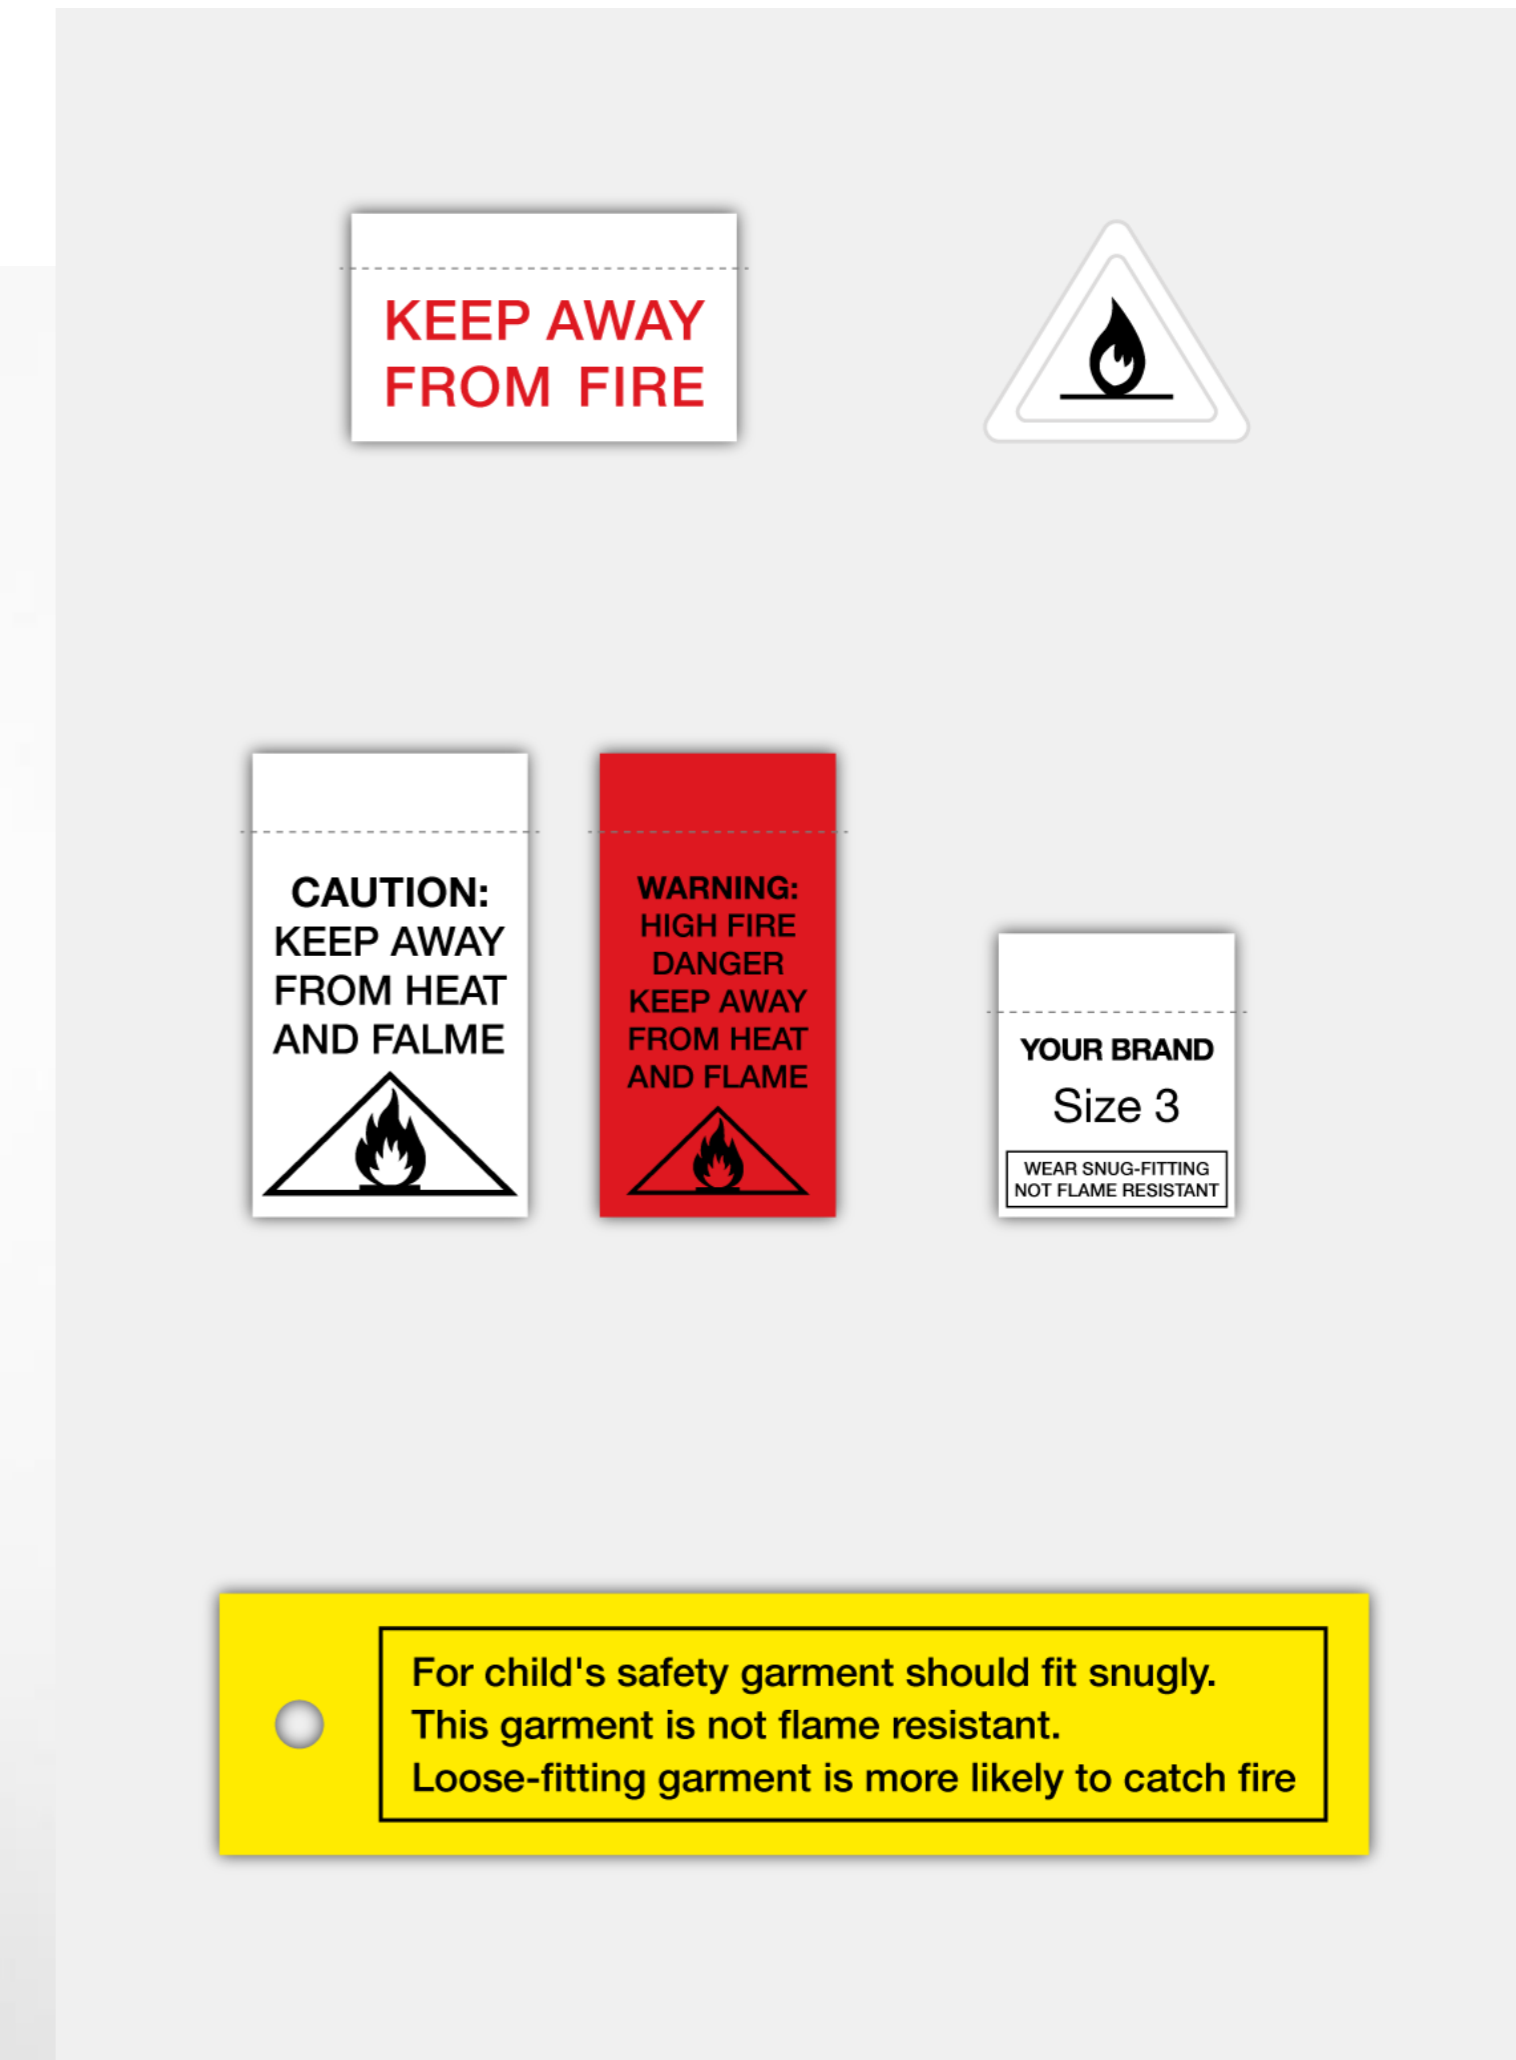 KEEP AWAY
FROM FIRE
CAUTION:
KEEP AWAY
FROM HEAT
AND FALME
WARNING:
HIGH FIRE
DANGER
KEEP AWAY
FROM HEAT
AND FLAME
YOUR BRAND
Size 3
WEAR SNUG-FITTING
NOT FLAME RESISTANT
For child's safety garment should fit snugly.
This garment is not flame resistant.
Loose-fitting garment is more likely to catch fire